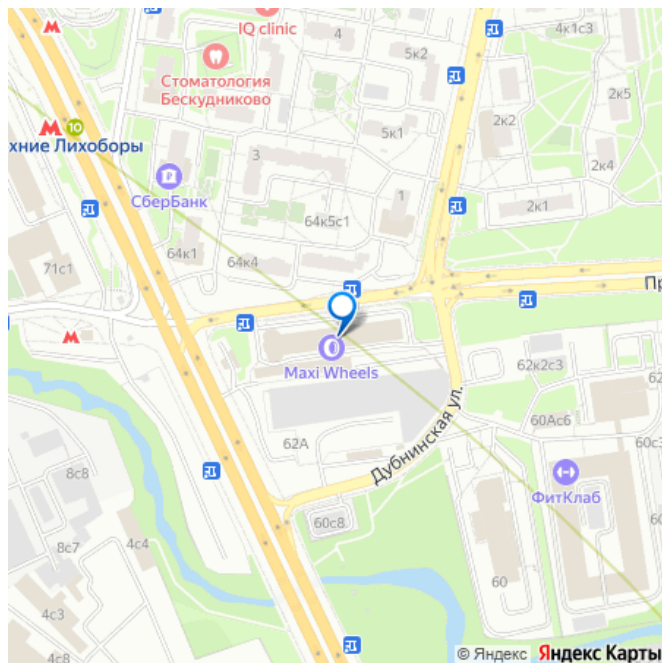 IQ clinic
4
4к1с3
5к2
Стоматология
Бескудниково
2к5
2к2
10
хние Лихоборы
5к1
3
2к4
СберБанк
1
2к1
64к5с1
64к1
64к4
71с1
Пр
Maxi Wheels
62к2с3
Дубнинская ул.
60Ас6
62А
60с3
8с8
ФитКлаб
60с8
8с7
4с4
60
4с3
4с8
© Яндекс Яндекс Карты